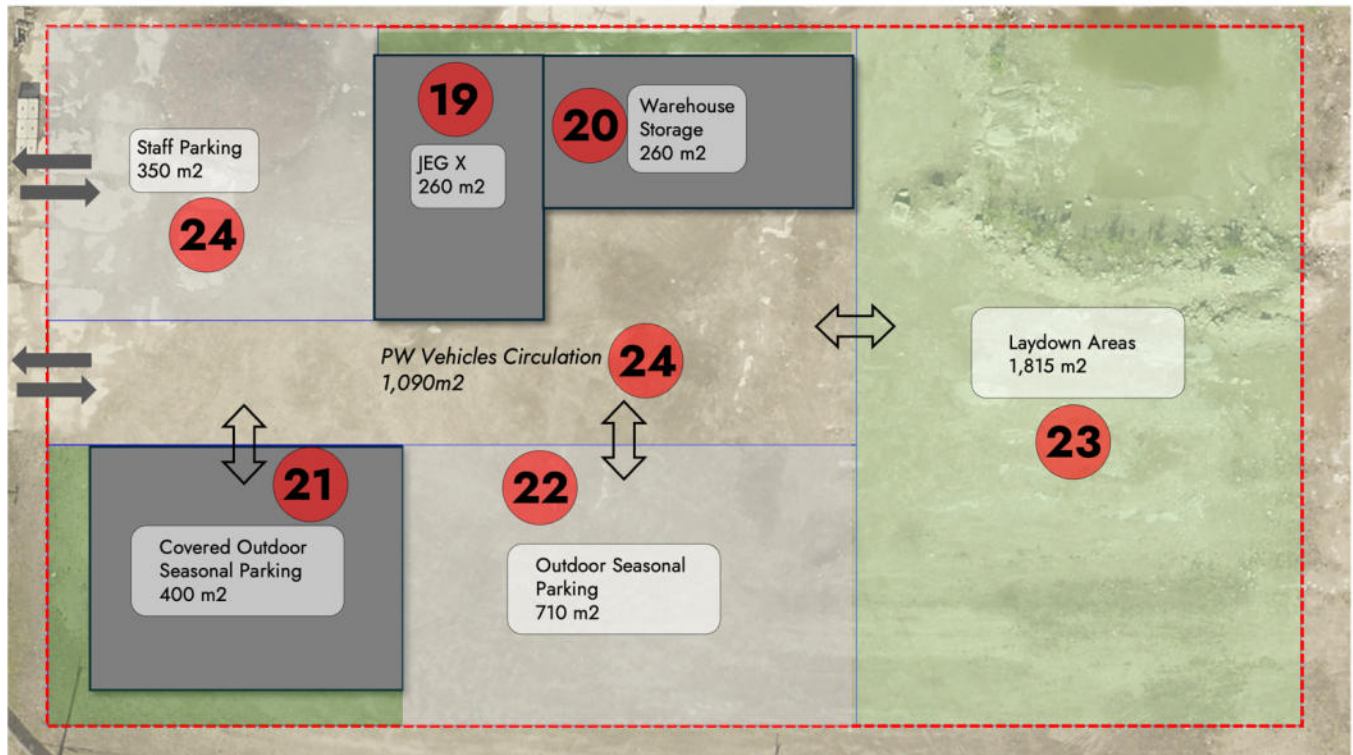 19
JEG X
260 m2
20
Warehouse
Storage
260 m2
Staff Parking
350 m2
24
PW Vehicles Circulation
1,090m2
24
Laydown Areas
1,815 m2
23
21
Covered Outdoor
Seasonal Parking
400 m2
22
Outdoor Seasonal
Parking
710 m2